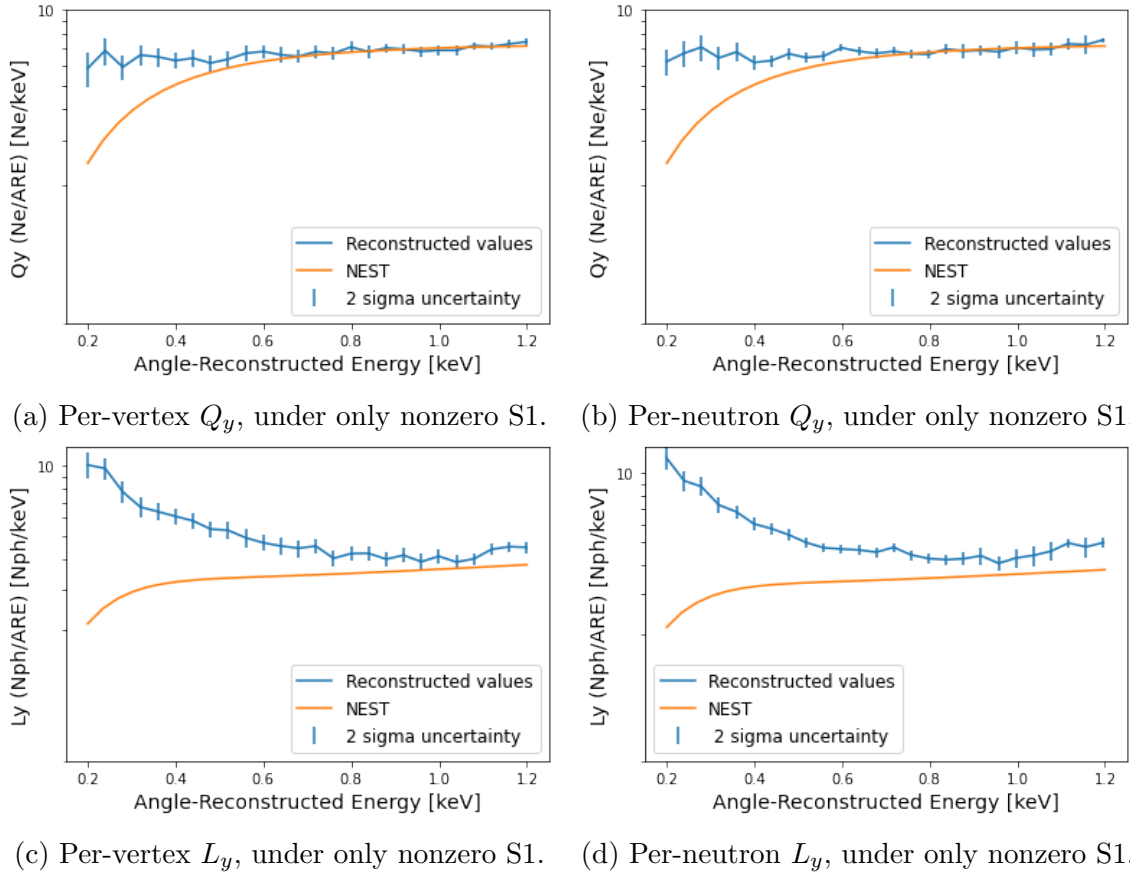 10
Qy (Ne/ARE) [Ne/keV]
Reconstructed values
NEST
2 sigma uncertainty
0.2 0.4 0.6 0.8 1.0 1.2
Angle-Reconstructed Energy [keV]
(a) Per-vertex Q_y, under only nonzero S1.
10
Qy (Ne/ARE) [Ne/keV]
Reconstructed values
NEST
2 sigma uncertainty
0.2 0.4 0.6 0.8 1.0 1.2
Angle-Reconstructed Energy [keV]
(b) Per-neutron Q_y, under only nonzero S1.
10
Ly (Nph/ARE) [Nph/keV]
Reconstructed values
NEST
2 sigma uncertainty
0.2 0.4 0.6 0.8 1.0 1.2
Angle-Reconstructed Energy [keV]
(c) Per-vertex L_y, under only nonzero S1.
10
Ly (Nph/ARE) [Nph/keV]
Reconstructed values
NEST
2 sigma uncertainty
0.2 0.4 0.6 0.8 1.0 1.2
Angle-Reconstructed Energy [keV]
(d) Per-neutron L_y, under only nonzero S1.